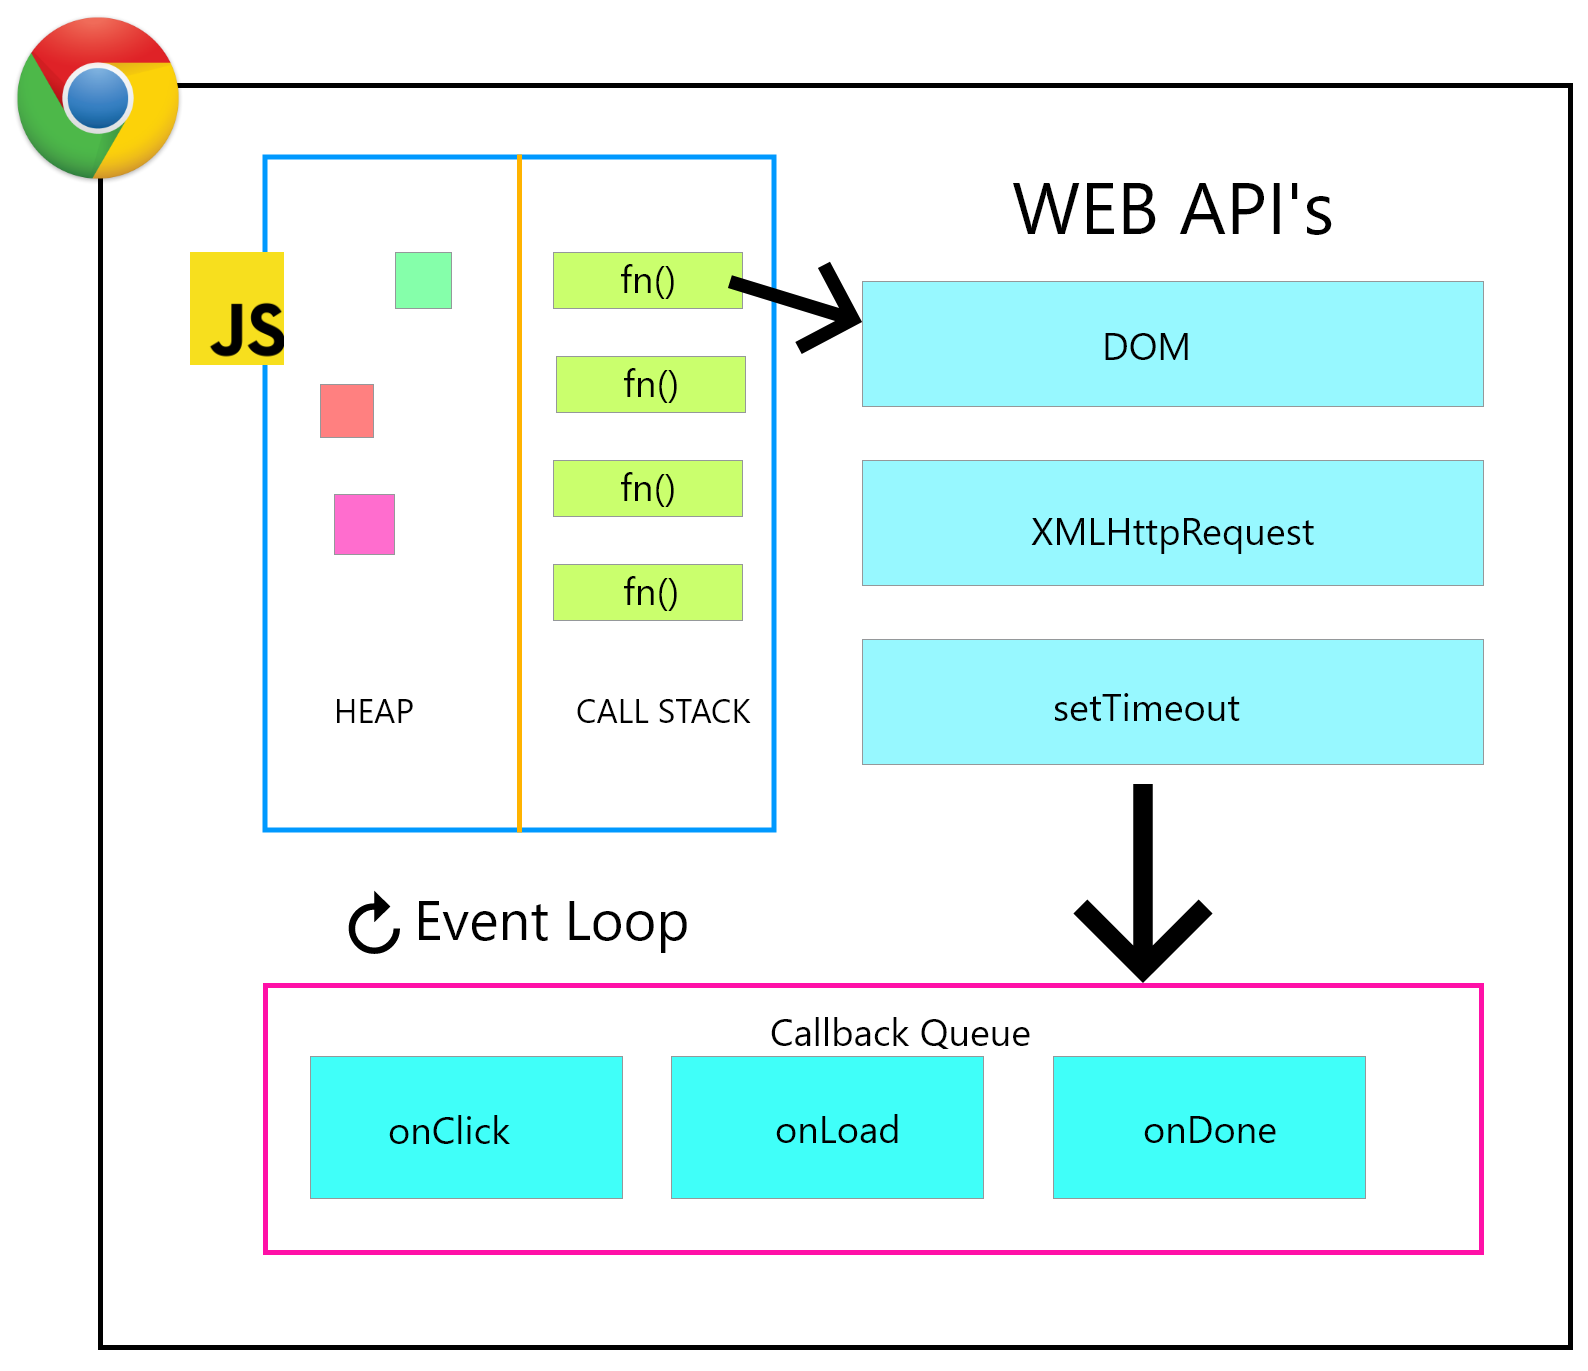 WEB API's
JS
fn()
fn()
fn()
fn()
HEAP
CALL STACK
DOM
XMLHttpRequest
setTimeout
Event Loop
Callback Queue
onClick
onLoad
onDone